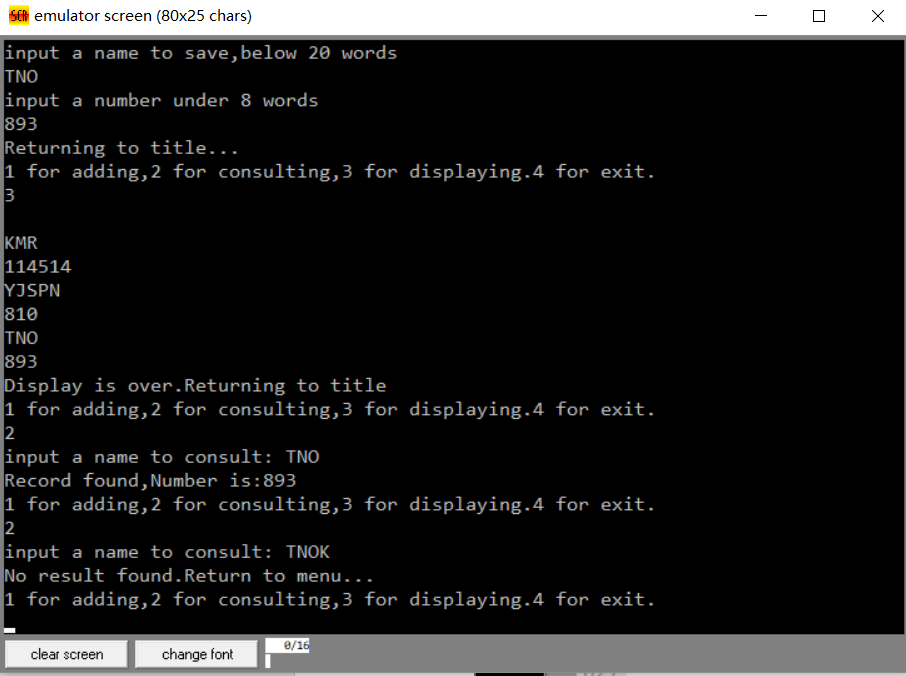 SCR emulator screen (80x25 chars)
input a name to save,below 20 words
TNO
input a number under 8 words
893
Returning to title...
1 for adding,2 for consulting,3 for displaying.4 for exit.
3
KMR
114514
YJSPN
810
TNO
893
Display is over.Returning to title
1 for adding,2 for consulting,3 for displaying.4 for exit.
2
input a name to consult: TNO
Record found,Number is:893
1 for adding,2 for consulting,3 for displaying.4 for exit.
2
input a name to consult: TNOK
No result found.Return to menu...
1 for adding,2 for consulting,3 for displaying.4 for exit.
clear screen change font 0/16